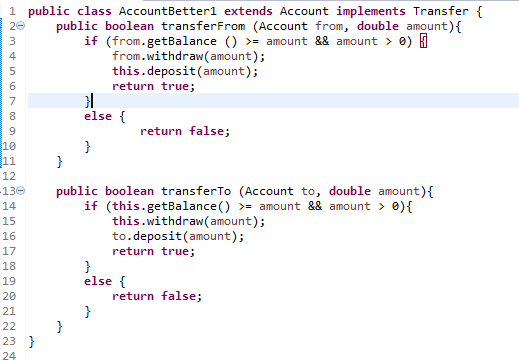 1 public class AccountBetter1 extends Account implements Transfer {
2 public boolean transferFrom (Account from, double amount){
3 if (from.getBalance () >= amount && amount > 0) {
4 from.withdraw(amount);
5 this.deposit(amount);
6 return true;
7 }
8 else {
9 return false;
10 }
11 }
12
13 public boolean transferTo (Account to, double amount){
14 if (this.getBalance() >= amount && amount > 0){
15 this.withdraw(amount);
16 to.deposit(amount);
17 return true;
18 }
19 else {
20 return false;
21 }
22 }
23 }
24